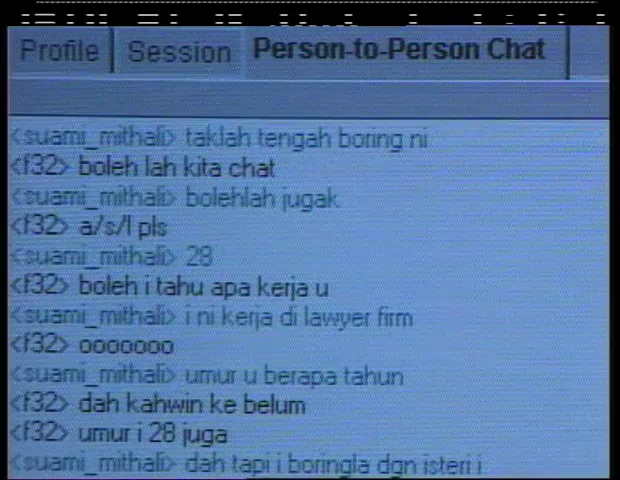 Profile Session Person-to-Person Chat
<suami_mithali> taklah tengah boring ni
<f32> boleh lah kita chat
<suami_mithali> bolehlah jugak
<f32> a/s/l pls
<suami_mithali> 28
<f32> boleh i tahu apa kerja u
<suami_mithali> i ni kerja di lawyer firm
<f32> ooooooo
<suami_mithali> umur u berapa tahun
<f32> dah kahwin ke belum
<f32> umur i 28 juga
<suami_mithali> dah tapi i boringla dgn isteri i